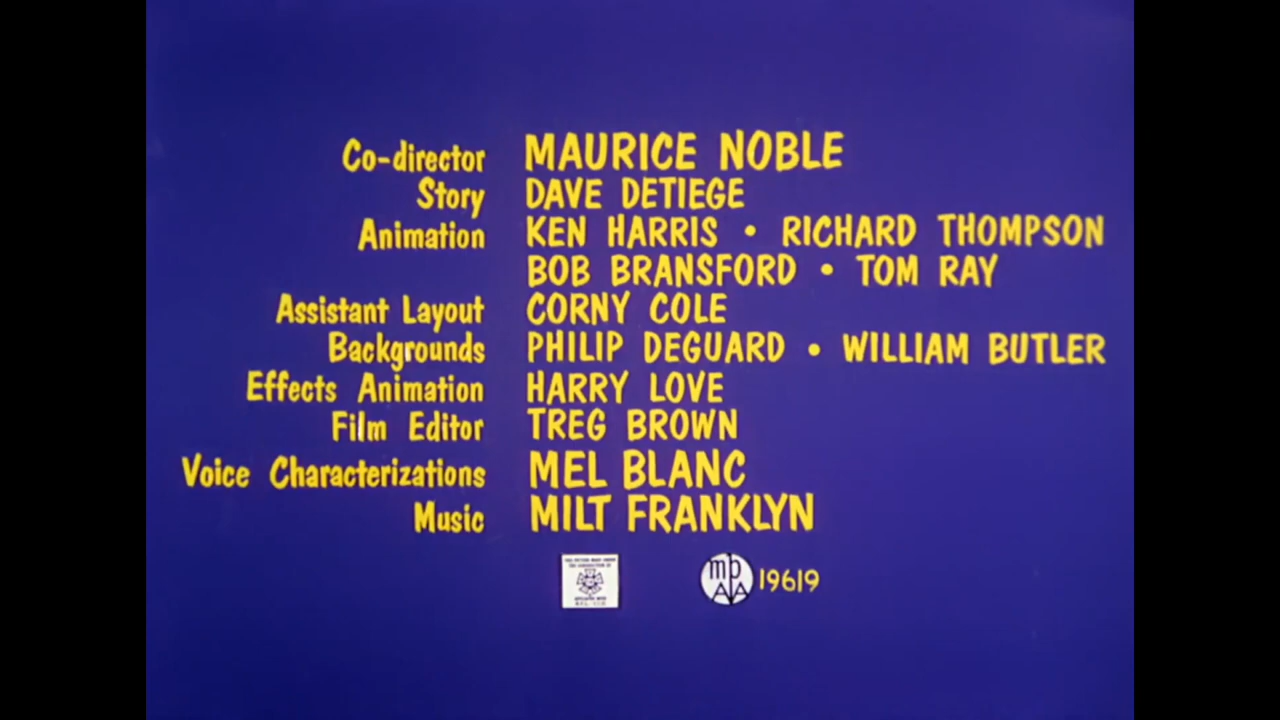 Co-director MAURICE NOBLE
Story DAVE DETIEGE
Animation KEN HARRIS • RICHARD THOMPSON
BOB BRANSFORD • TOM RAY
Assistant Layout CORNY COLE
Backgrounds PHILIP DEGUARD • WILLIAM BUTLER
Effects Animation HARRY LOVE
Film Editor TREG BROWN
Voice Characterizations MEL BLANC
Music MILT FRANKLYN
mpAA 19619